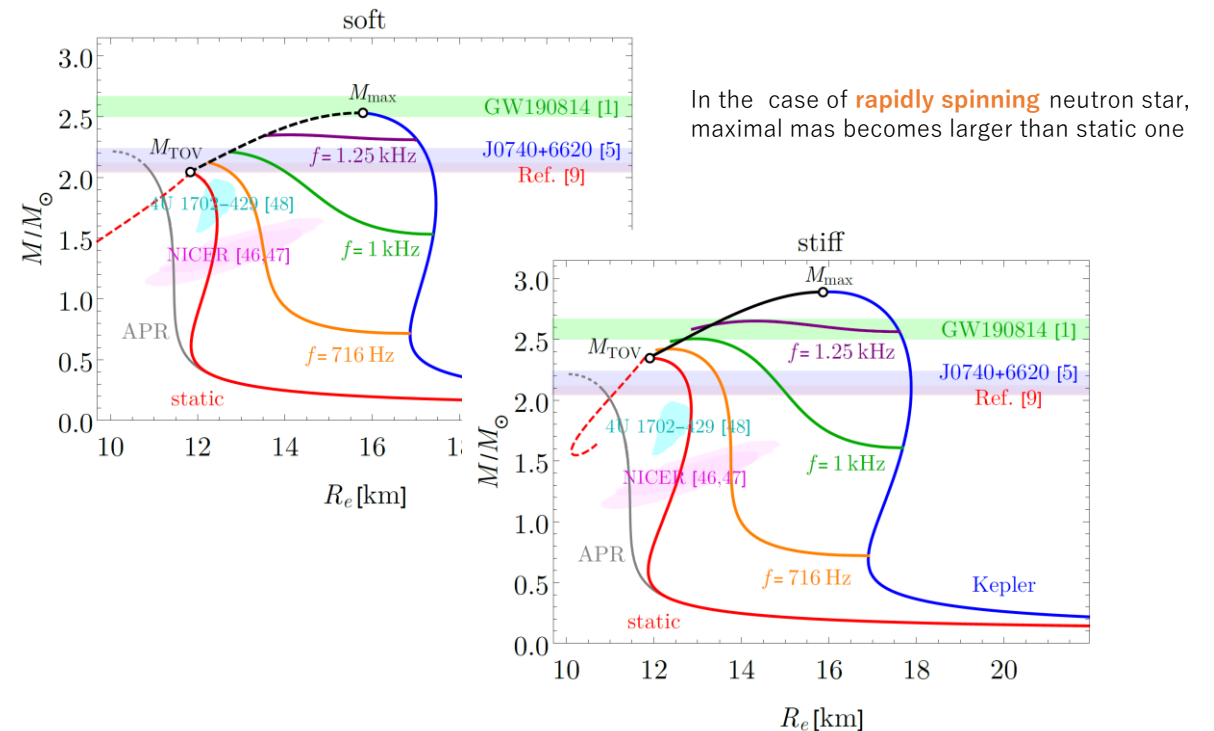 soft
3.0
2.5
2.0
1.5
1.0
0.5
0.0
M/M⊙
M_max
GW190814 [1]
M_TOV
f=1.25 kHz
J0740+6620 [5]
Ref. [9]
4U 1702-429 [48]
NICER [46,47]
f=1 kHz
APR
f=716 Hz
static
10 12 14 16 18
R_e [km]
In the case of rapidly spinning neutron star,
maximal mas becomes larger than static one
stiff
3.0
2.5
2.0
1.5
1.0
0.5
0.0
M/M⊙
M_max
GW190814 [1]
M_TOV
f=1.25 kHz
J0740+6620 [5]
Ref. [9]
4U 1702-429 [48]
NICER [46,47]
f=1 kHz
APR
f=716 Hz
Kepler
static
10 12 14 16 18 20
R_e [km]